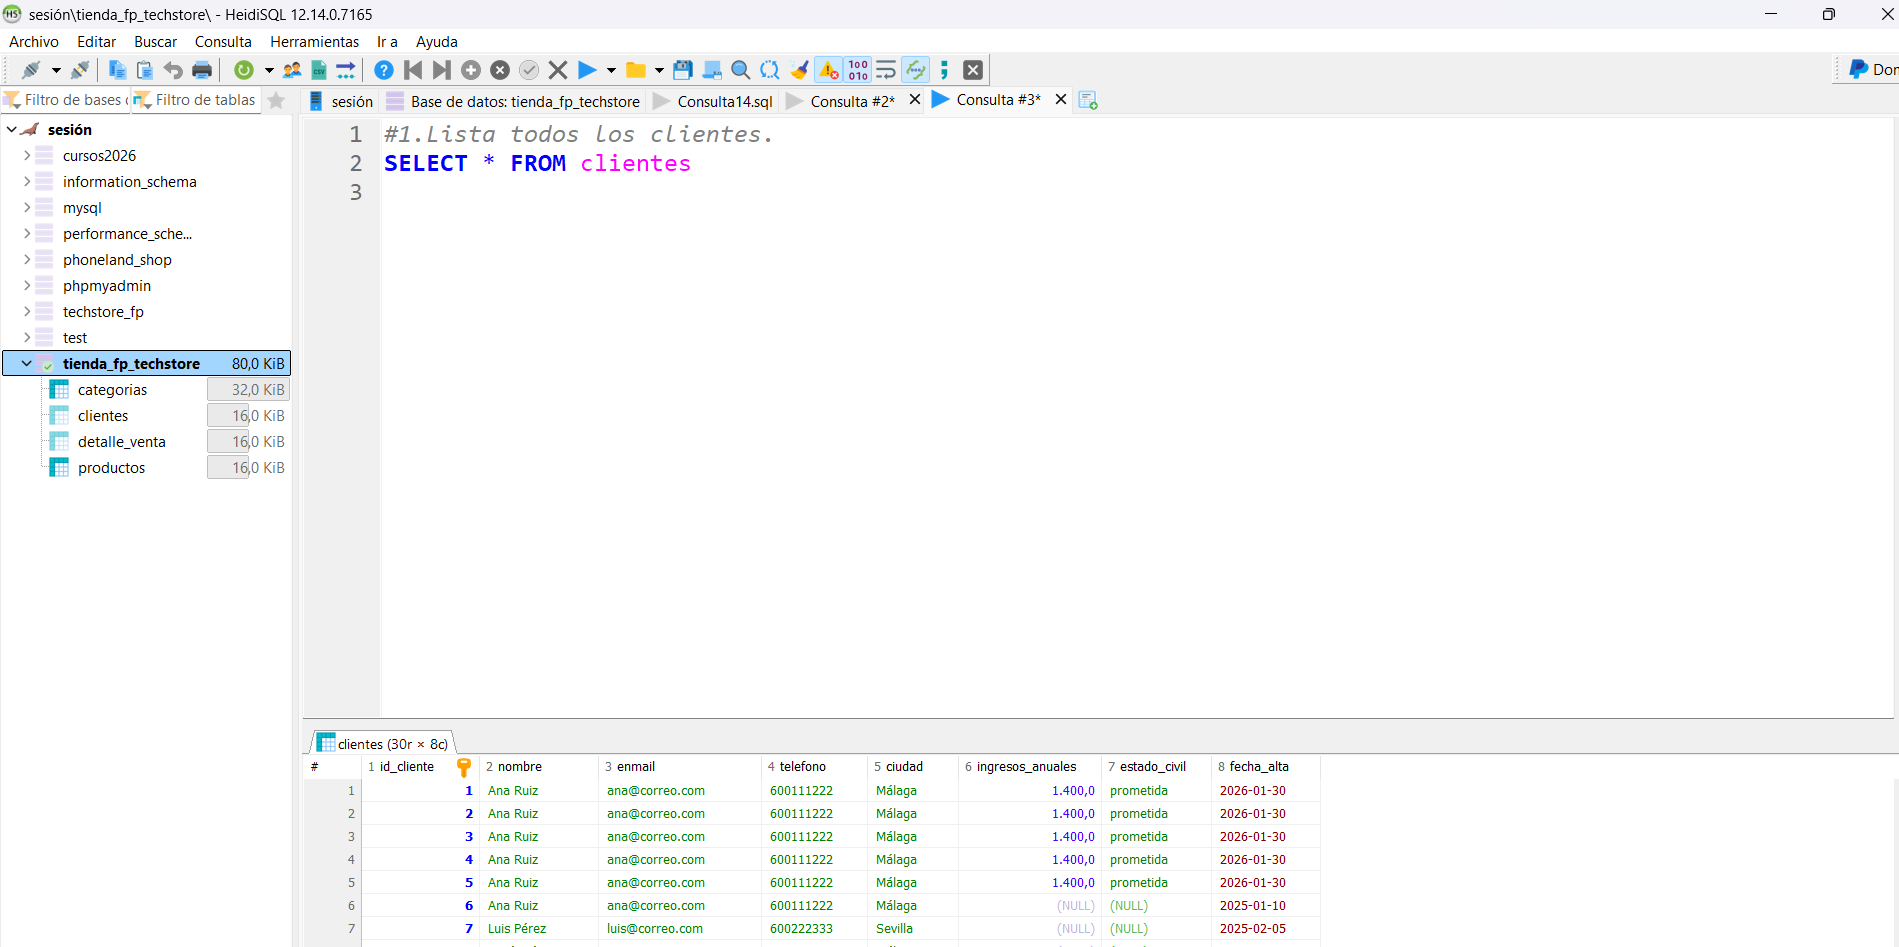 sesión\tienda_fp_techstore\ - HeidiSQL 12.14.0.7165
Archivo Editar Buscar Consulta Herramientas Ir a Ayuda
Filtro de bases Filtro de tablas
sesión Base de datos: tienda_fp_techstore Consulta14.sql Consulta #2* Consulta #3*
sesión
cursos2026
information_schema
mysql
performance_sche...
phoneland_shop
phpmyadmin
techstore_fp
test
tienda_fp_techstore 80,0 KiB
categorias 32,0 KiB
clientes 16,0 KiB
detalle_venta 16,0 KiB
productos 16,0 KiB
1 #1.Lista todos los clientes.
2 SELECT * FROM clientes
3
clientes (30r × 8c)
# 1 id_cliente 2 nombre 3 enmail 4 telefono 5 ciudad 6 ingresos_anuales 7 estado_civil 8 fecha_alta
1 1 Ana Ruiz ana@correo.com 600111222 Málaga 1.400,0 prometida 2026-01-30
2 2 Ana Ruiz ana@correo.com 600111222 Málaga 1.400,0 prometida 2026-01-30
3 3 Ana Ruiz ana@correo.com 600111222 Málaga 1.400,0 prometida 2026-01-30
4 4 Ana Ruiz ana@correo.com 600111222 Málaga 1.400,0 prometida 2026-01-30
5 5 Ana Ruiz ana@correo.com 600111222 Málaga 1.400,0 prometida 2026-01-30
6 6 Ana Ruiz ana@correo.com 600111222 Málaga (NULL) (NULL) 2025-01-10
7 7 Luis Pérez luis@correo.com 600222333 Sevilla (NULL) (NULL) 2025-02-05